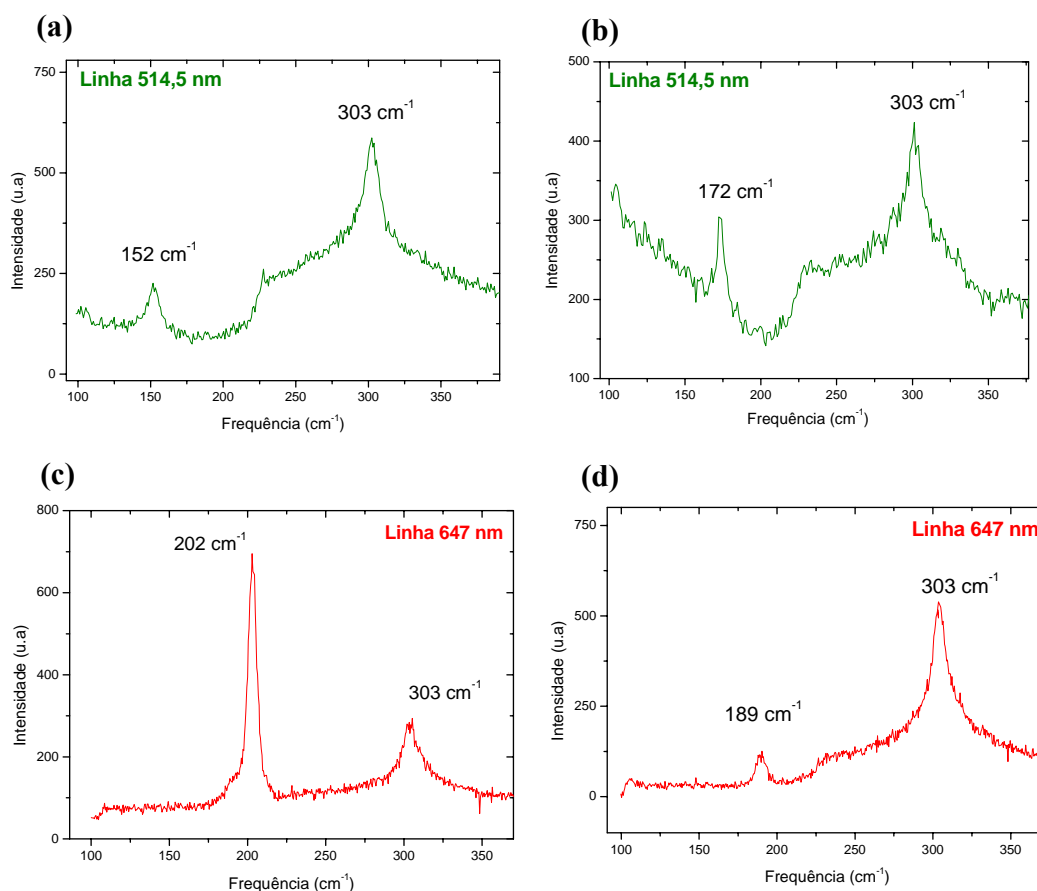 (a)
Linha 514,5 nm
303 cm-1
152 cm-1
750
500
250
0
Intensidade (u.a)
100 150 200 250 300 350
Frequência (cm-1)
(b)
Linha 514,5 nm
303 cm-1
172 cm-1
500
400
300
200
100
Intensidade (u.a)
100 150 200 250 300 350
Frequência (cm-1)
(c)
Linha 647 nm
202 cm-1
303 cm-1
800
600
400
200
0
Intensidade (u.a)
100 150 200 250 300 350
Frequência (cm-1)
(d)
Linha 647 nm
303 cm-1
189 cm-1
750
500
250
0
Intensidade (u.a)
100 150 200 250 300 350
Frequência (cm-1)